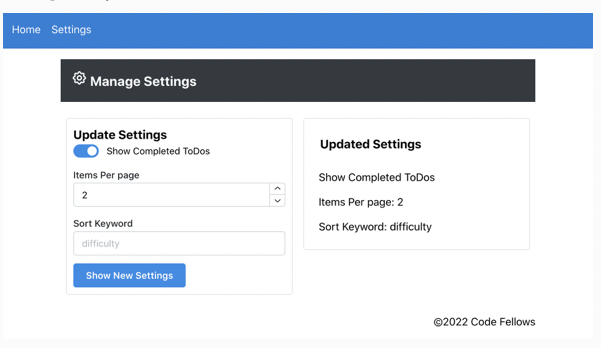 Home Settings
Manage Settings
Update Settings
Show Completed ToDos
Items Per page
2
Sort Keyword
difficulty
Show New Settings
Updated Settings
Show Completed ToDos
Items Per page: 2
Sort Keyword: difficulty
©2022 Code Fellows